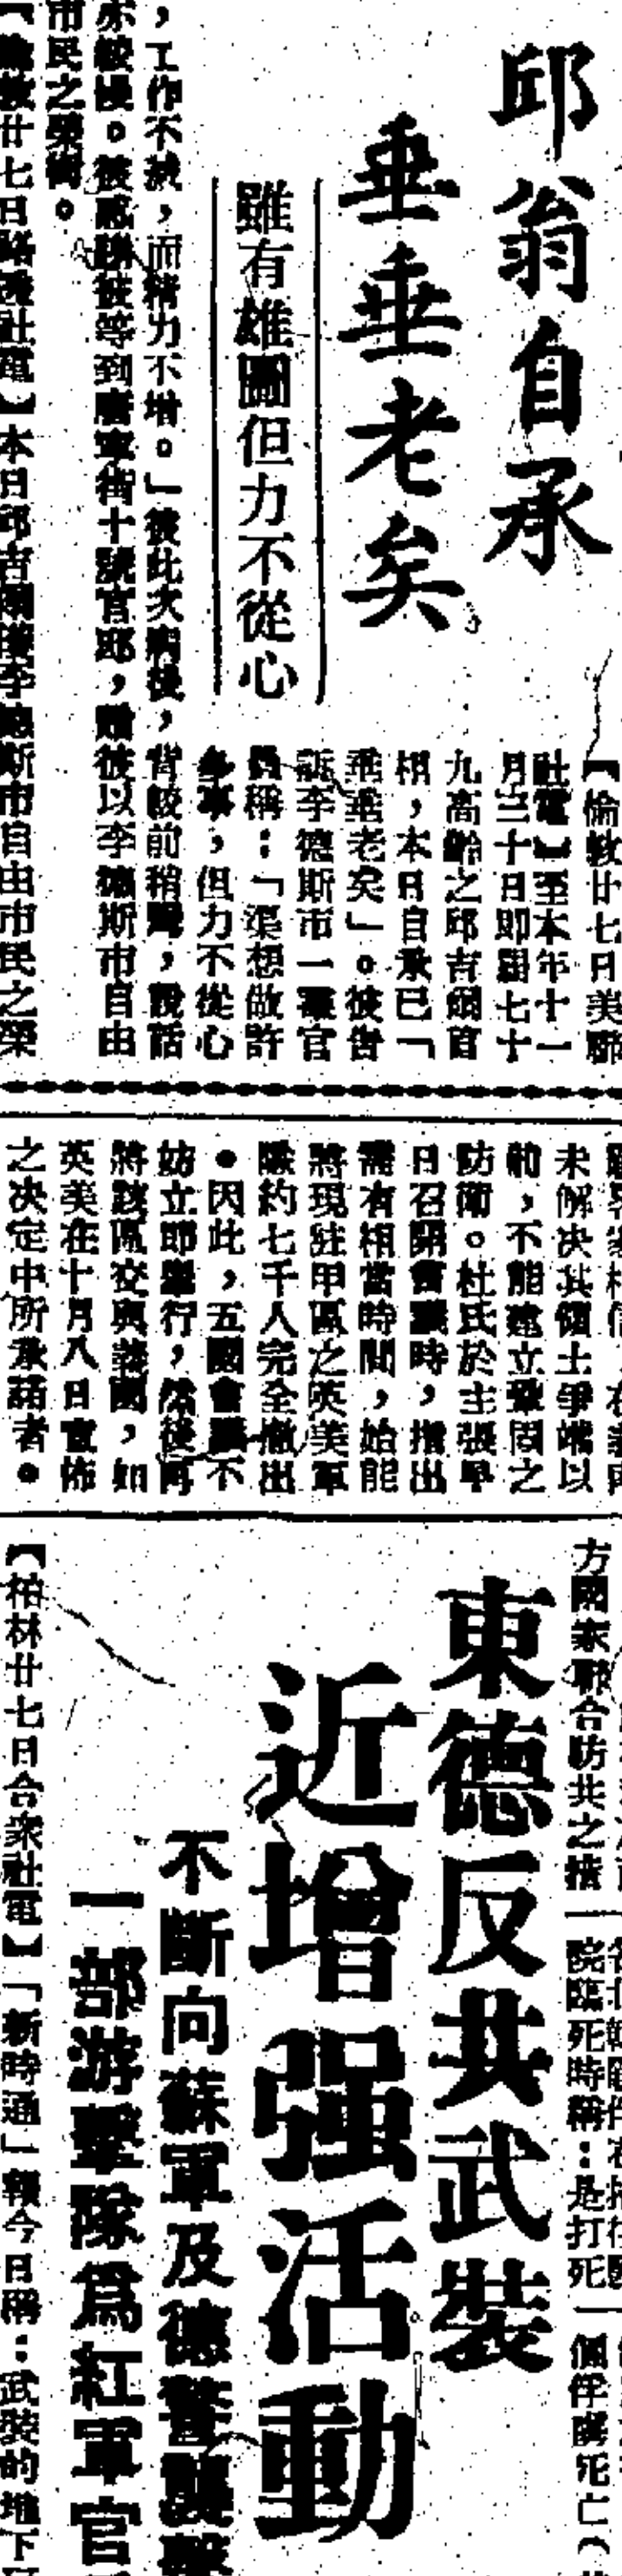 邱翁自承
垂垂老矣
雖有雄圖但力不從心
【倫敦廿七日美聯
社電】至本年十一
月三十日即屆七十
九高齡之邱吉爾首
相，本日自承已「
垂垂老矣」。彼告
訴李德斯市一羣官
員稱：「渠想做許
多事，但力不從心
，工作不減，而精力不增。」彼此次病後，背較前稍彎，說話
亦較慢。彼感謝彼等到唐寧街十號官邸，贈彼以李德斯市自由
市民之榮銜。
【倫敦廿七日路透社電】本日邱吉爾獲李德斯市自由市民之榮
未解决其領土爭端以
前，不能建立鞏固之
防衛。杜氏於主張早
日召開會議時，指出
需有相當時間，始能
將現駐甲區之英美軍
隊約七千人完全撤出
。因此，五國會議不
妨立即舉行，然後再
將該區交與義國，如
英美在十月八日宣佈
之决定中所承諾者。
方國家聯合防共之措
院臨死時稱：是打死
個俘虜死亡（
東德反共武裝
近增强活動
不斷向蘇軍及德警襲擊
一部游擊隊爲紅軍官
【柏林廿七日合衆社電】「新時通」報今日稱：武裝的地下